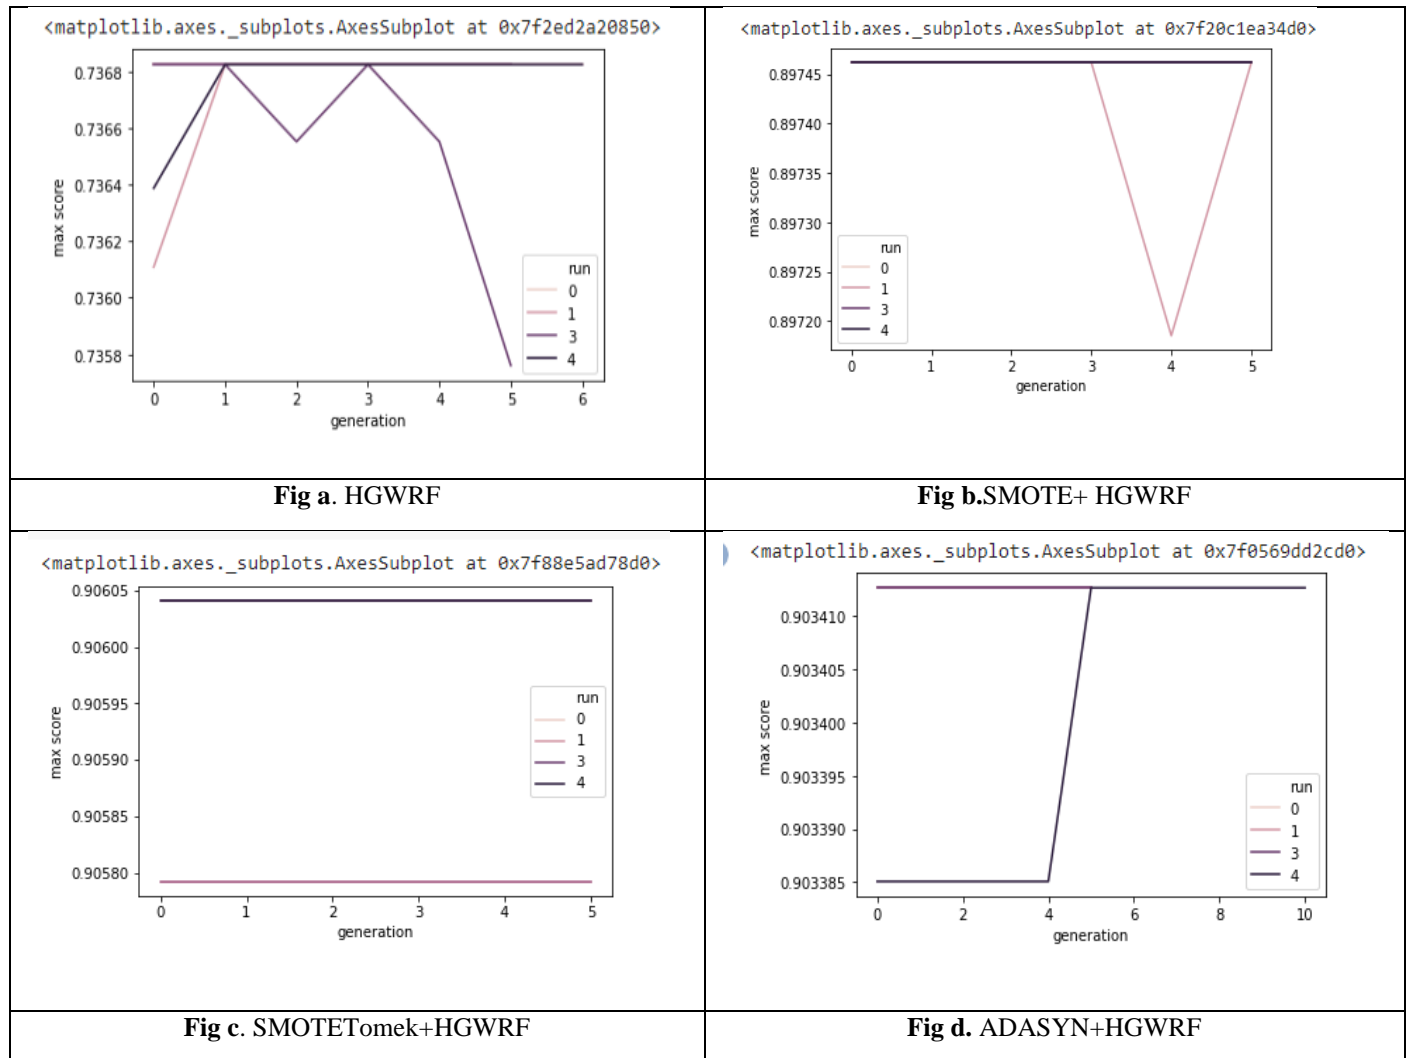 <matplotlib.axes._subplots.AxesSubplot at 0x7f2ed2a20850>
0.7368
0.7366
0.7364
0.7362
0.7360
0.7358
max score
run
0
1
3
4
0 1 2 3 4 5 6
generation
Fig a. HGWRF
<matplotlib.axes._subplots.AxesSubplot at 0x7f20c1ea34d0>
0.89745
0.89740
0.89735
0.89730
0.89725
0.89720
max score
run
0
1
3
4
0 1 2 3 4 5
generation
Fig b.SMOTE+ HGWRF
<matplotlib.axes._subplots.AxesSubplot at 0x7f88e5ad78d0>
0.90605
0.90600
0.90595
0.90590
0.90585
0.90580
max score
run
0
1
3
4
0 1 2 3 4 5
generation
Fig c. SMOTETomek+HGWRF
<matplotlib.axes._subplots.AxesSubplot at 0x7f0569dd2cd0>
0.903410
0.903405
0.903400
0.903395
0.903390
0.903385
max score
run
0
1
3
4
0 2 4 6 8 10
generation
Fig d. ADASYN+HGWRF